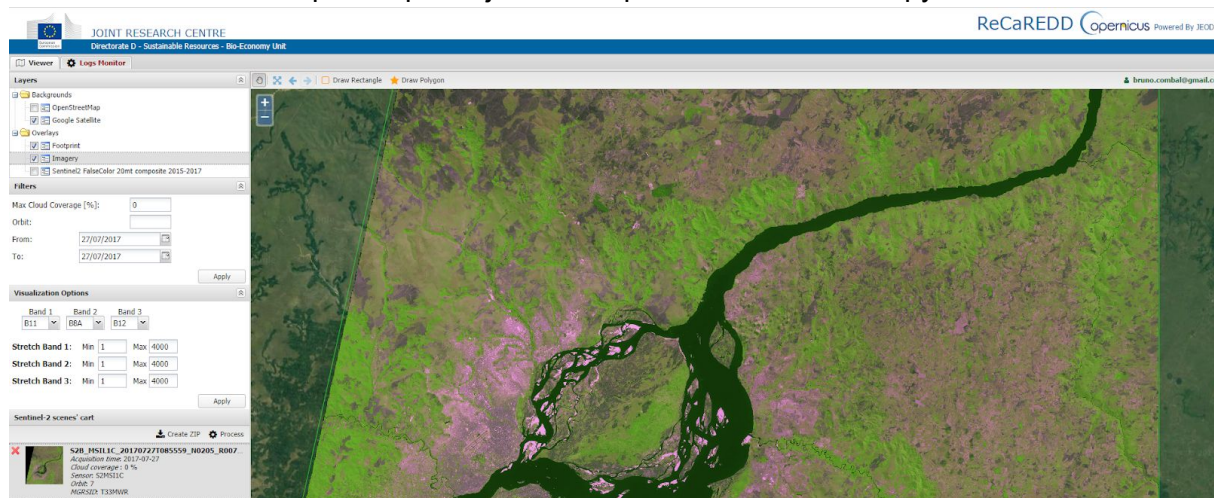 JOINT RESEARCH CENTRE
ReCaREDD Copernicus Powered By JEOD
European Commission
Directorate D - Sustainable Resources - Bio-Economy Unit
Viewer Logs Monitor
Layers
Draw Rectangle Draw Polygon
bruno.combal@gmail.c
Backgrounds
OpenStreetMap
Google Satellite
Overlays
Footprint
Imagery
Sentinel2 FalseColor 20mt composite 2015-2017
Filters
Max Cloud Coverage [%]: 0
Orbit:
From: 27/07/2017
To: 27/07/2017
Apply
Visualization Options
Band 1 Band 2 Band 3
B11 B8A B12
Stretch Band 1: Min 1 Max 4000
Stretch Band 2: Min 1 Max 4000
Stretch Band 3: Min 1 Max 4000
Apply
Sentinel-2 scenes' cart
Create ZIP Process
S2B_MSIL1C_20170727T085559_N0205_R007...
Acquisition time: 2017-07-27
Cloud coverage : 0 %
Sensor: S2MSI1C
Orbit: 7
MGRSID: T33MWR